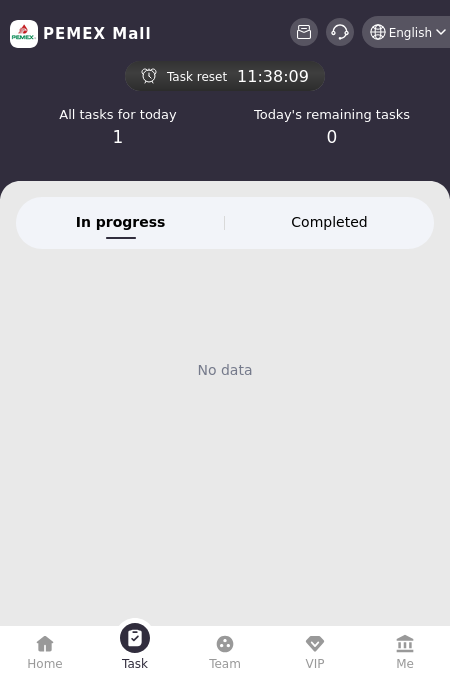 PEMEX
PEMEX Mall
English
Task reset 11:38:09
All tasks for today
1
Today's remaining tasks
0
In progress
Completed
No data
Home
Task
Team
VIP
Me